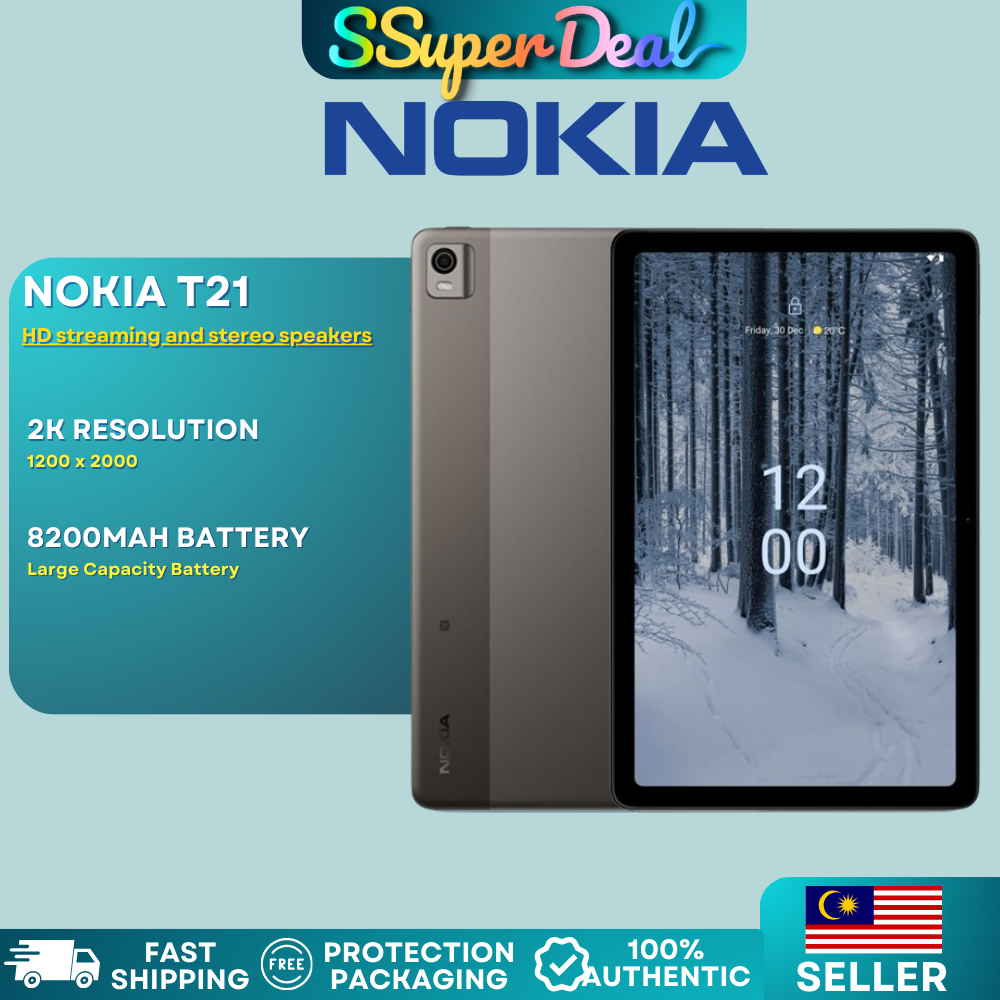 SSuper Deal
NOKIA
NOKIA T21
HD streaming and stereo speakers
2K RESOLUTION
1200 x 2000
8200MAH BATTERY
Large Capacity Battery
NOKIA
Friday, 30 Dec 20°C
12
00
FAST
SHIPPING
FREE
PROTECTION
PACKAGING
100%
AUTHENTIC
SELLER